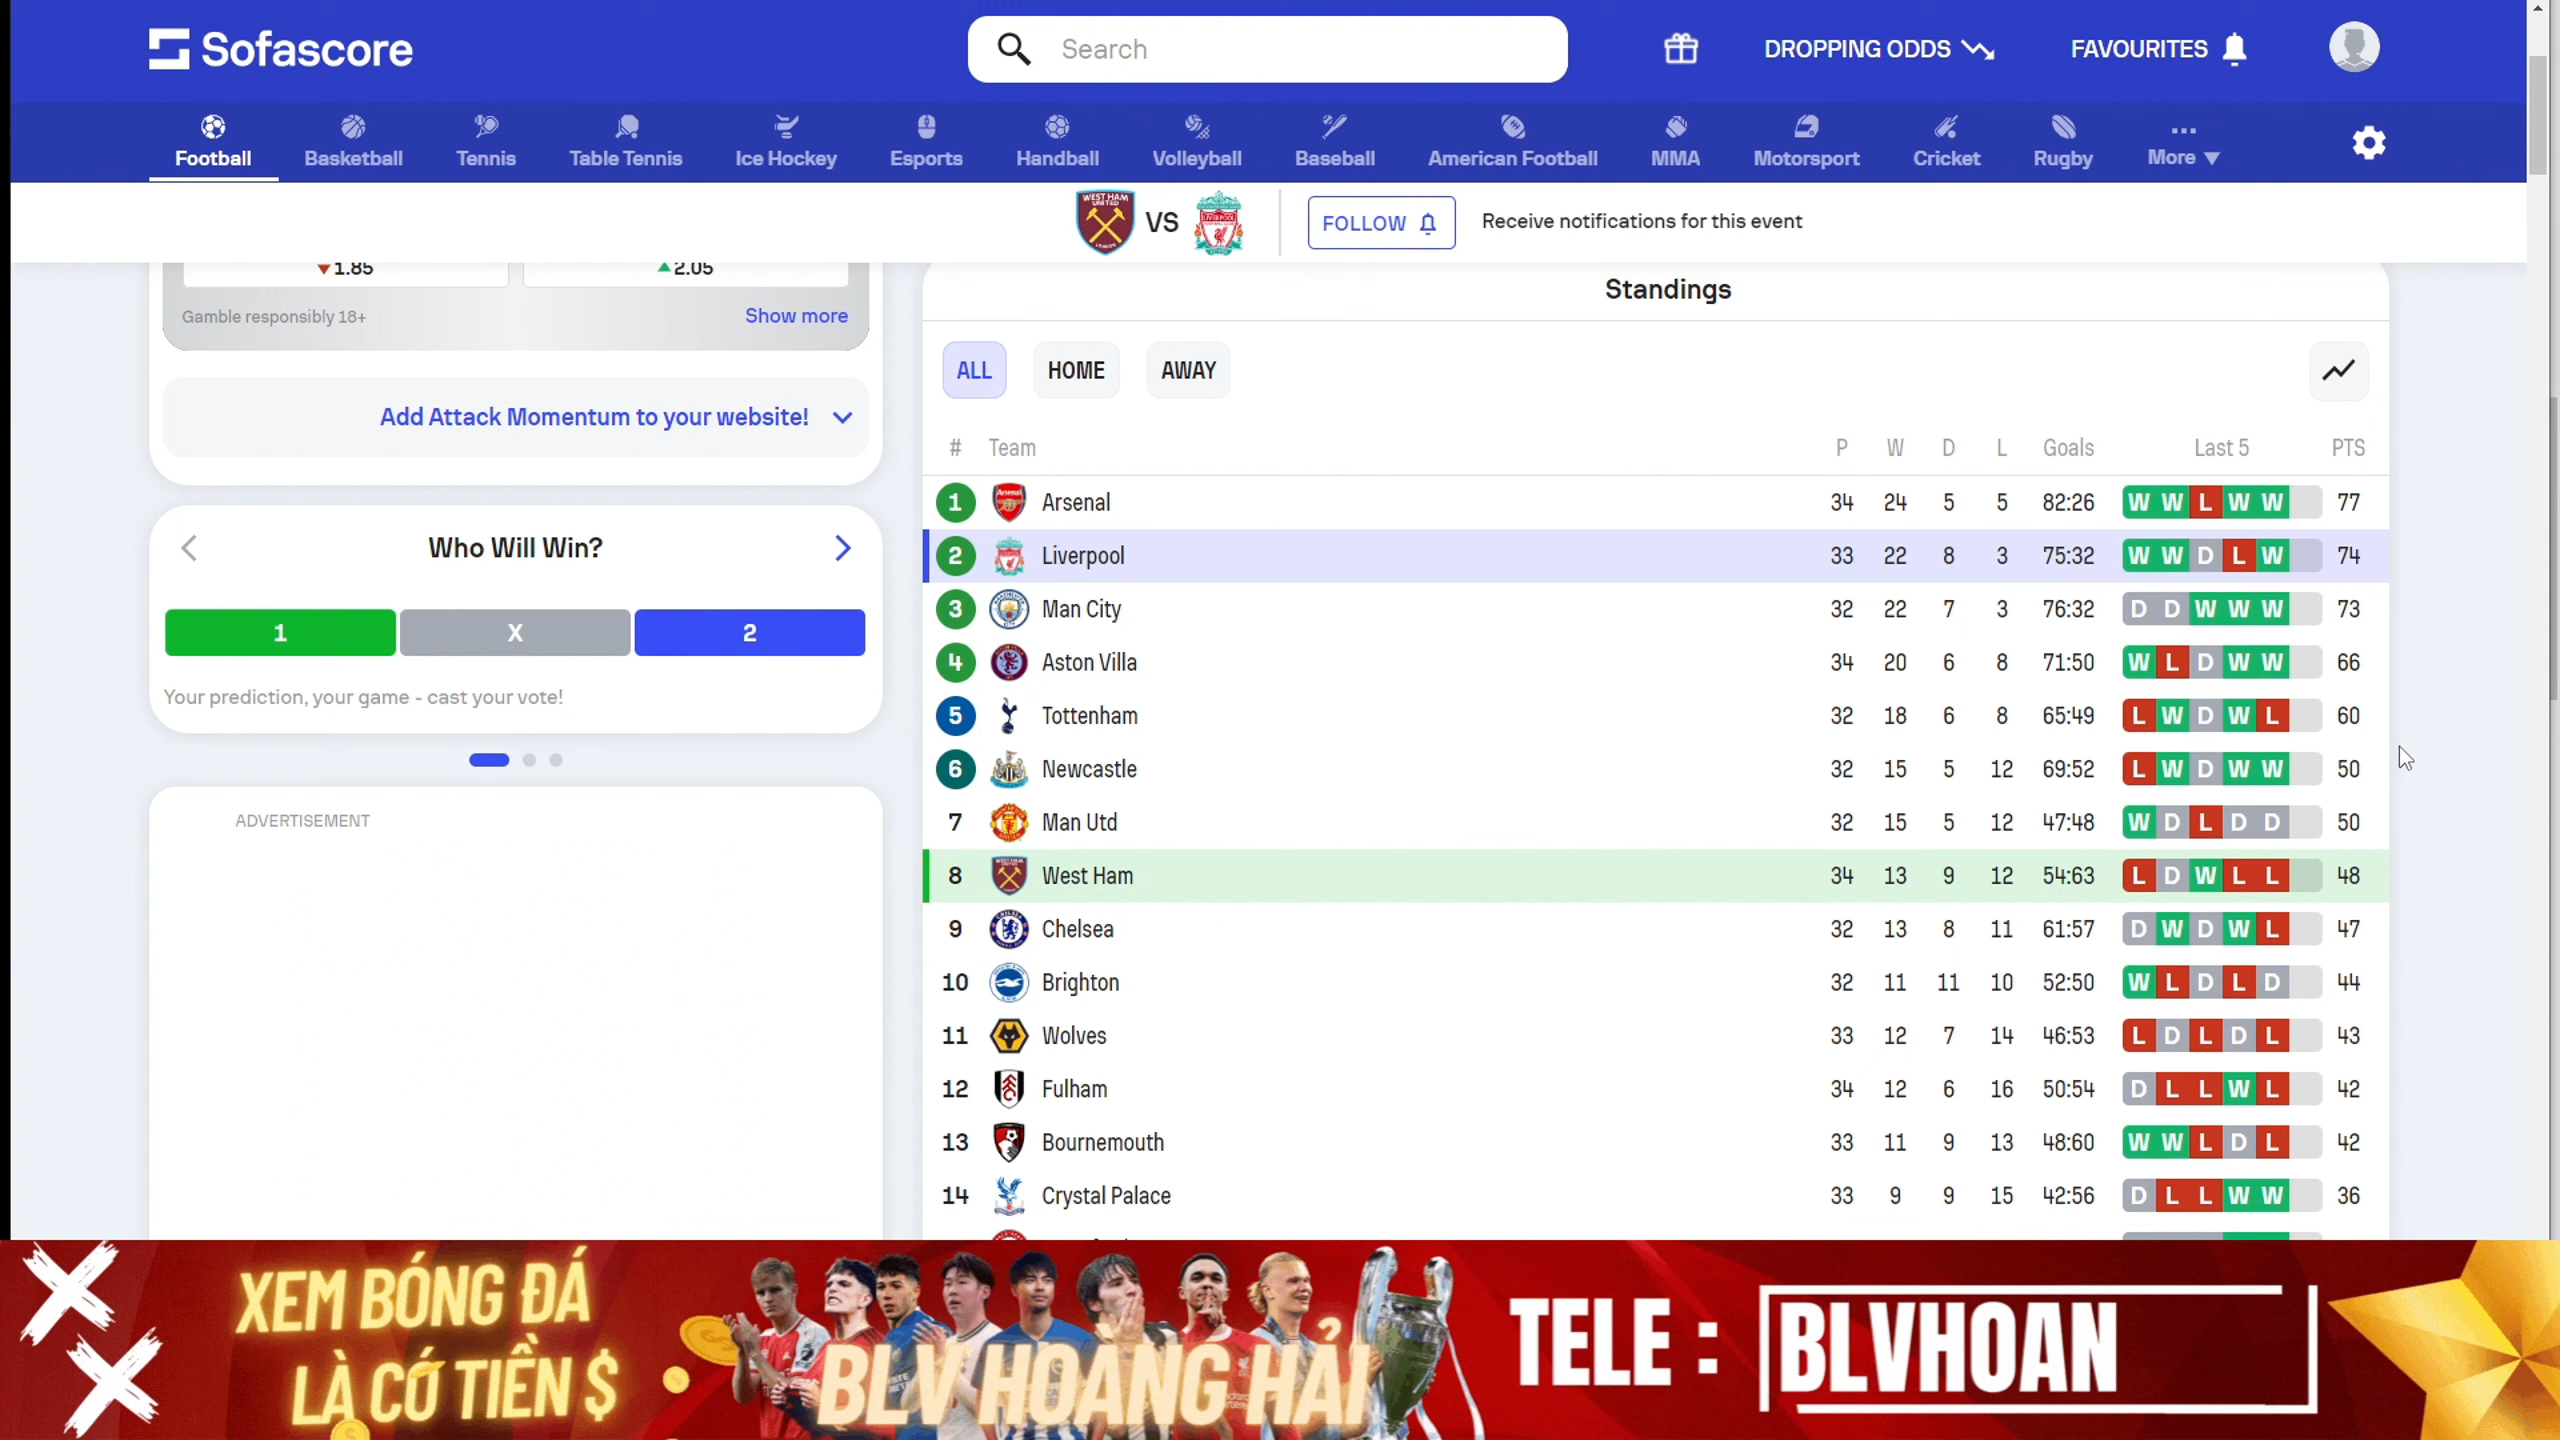 Sofascore
Search
DROPPING ODDS
FAVOURITES
Football
Basketball
Tennis
Table Tennis
Ice Hockey
Esports
Handball
Volleyball
Baseball
American Football
MMA
Motorsport
Cricket
Rugby
More
VS
FOLLOW
Receive notifications for this event
1.85
2.05
Gamble responsibly 18+
Show more
Add Attack Momentum to your website!
Who Will Win?
1 X 2
Your prediction, your game - cast your vote!
ADVERTISEMENT
Standings
ALL HOME AWAY
# Team P W D L Goals Last 5 PTS
1 Arsenal 34 24 5 5 82:26 W W L W W 77
2 Liverpool 33 22 8 3 75:32 W W D L W 74
3 Man City 32 22 7 3 76:32 D D W W W 73
4 Aston Villa 34 20 6 8 71:50 W L D W W 66
5 Tottenham 32 18 6 8 65:49 L W D W L 60
6 Newcastle 32 15 5 12 69:52 L W D W W 50
7 Man Utd 32 15 5 12 47:48 W D L D D 50
8 West Ham 34 13 9 12 54:63 L D W L L 48
9 Chelsea 32 13 8 11 61:57 D W D W L 47
10 Brighton 32 11 11 10 52:50 W L D L D 44
11 Wolves 33 12 7 14 46:53 L D L D L 43
12 Fulham 34 12 6 16 50:54 D L L W L 42
13 Bournemouth 33 11 9 13 48:60 W W L D L 42
14 Crystal Palace 33 9 9 15 42:56 D L L W W 36
XEM BÓNG ĐÁ
LÀ CÓ TIỀN $
BLV HOANG HẢI
TELE : BLVHOAN